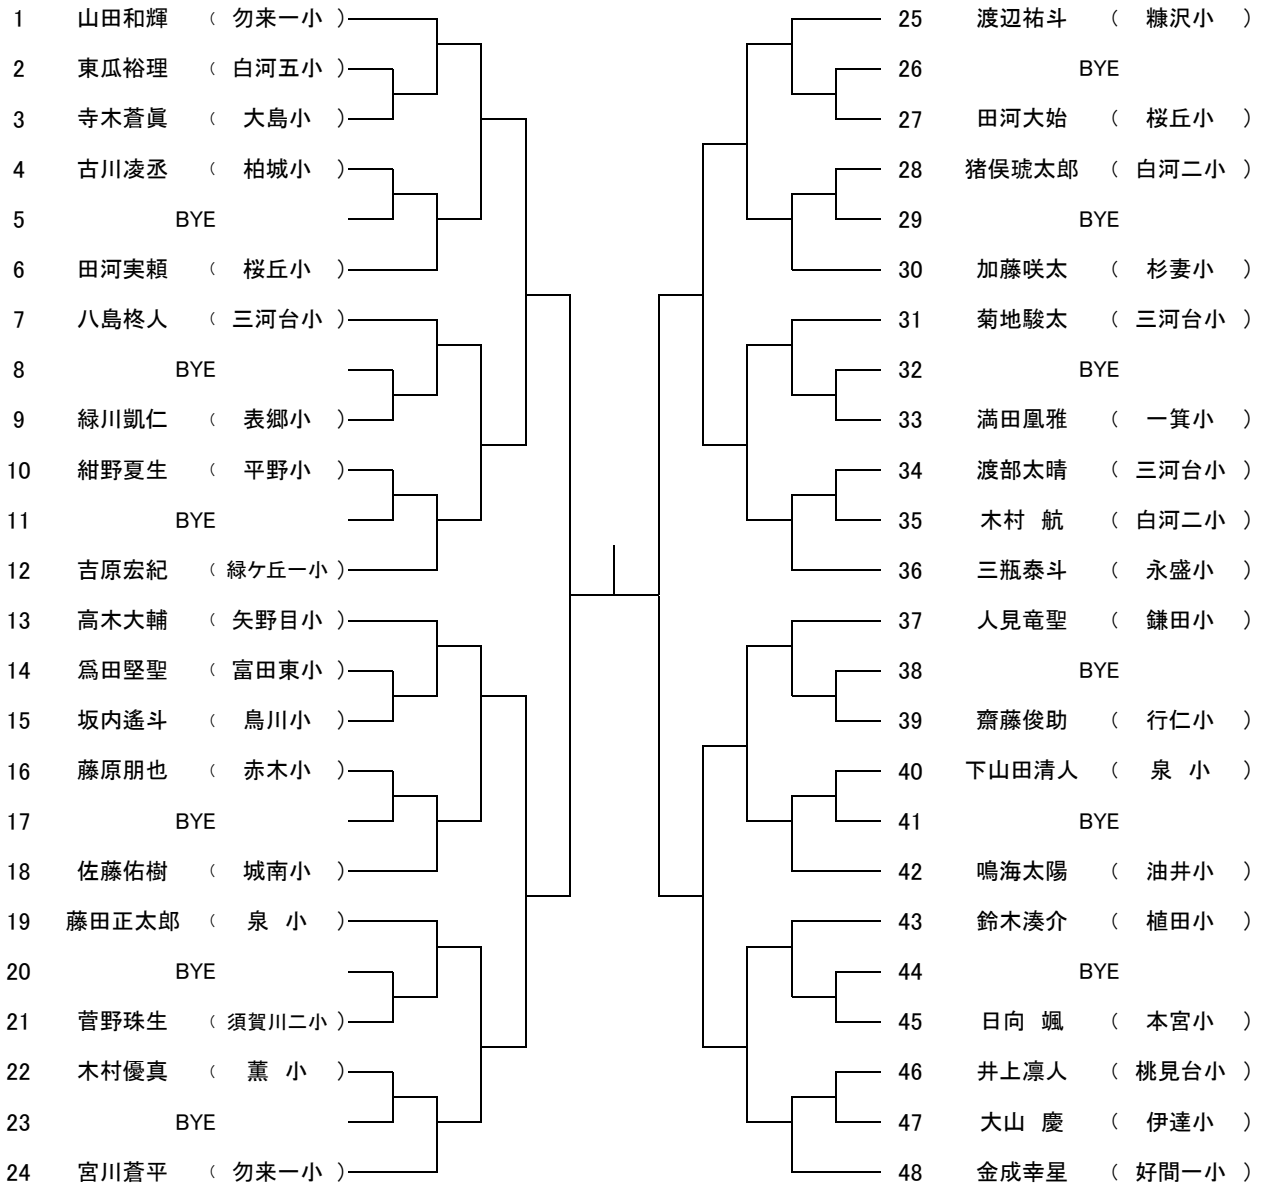 1 山田和輝 ( 勿来一小 )
2 東瓜裕理 ( 白河五小 )
3 寺木蒼眞 ( 大島小 )
4 古川凌丞 ( 柏城小 )
5 BYE
6 田河実頼 ( 桜丘小 )
7 八島柊人 ( 三河台小 )
8 BYE
9 緑川凱仁 ( 表郷小 )
10 紺野夏生 ( 平野小 )
11 BYE
12 吉原宏紀 ( 緑ケ丘一小 )
13 高木大輔 ( 矢野目小 )
14 爲田堅聖 ( 富田東小 )
15 坂内遙斗 ( 鳥川小 )
16 藤原朋也 ( 赤木小 )
17 BYE
18 佐藤佑樹 ( 城南小 )
19 藤田正太郎 ( 泉 小 )
20 BYE
21 菅野珠生 ( 須賀川二小 )
22 木村優真 ( 薫 小 )
23 BYE
24 宮川蒼平 ( 勿来一小 )
25 渡辺祐斗 ( 糠沢小 )
26 BYE
27 田河大始 ( 桜丘小 )
28 猪俣琥太郎 ( 白河二小 )
29 BYE
30 加藤咲太 ( 杉妻小 )
31 菊地駿太 ( 三河台小 )
32 BYE
33 満田凰雅 ( 一箕小 )
34 渡部太晴 ( 三河台小 )
35 木村 航 ( 白河二小 )
36 三瓶泰斗 ( 永盛小 )
37 人見竜聖 ( 鎌田小 )
38 BYE
39 齋藤俊助 ( 行仁小 )
40 下山田清人 ( 泉 小 )
41 BYE
42 鳴海太陽 ( 油井小 )
43 鈴木湊介 ( 植田小 )
44 BYE
45 日向 颯 ( 本宮小 )
46 井上凛人 ( 桃見台小 )
47 大山 慶 ( 伊達小 )
48 金成幸星 ( 好間一小 )